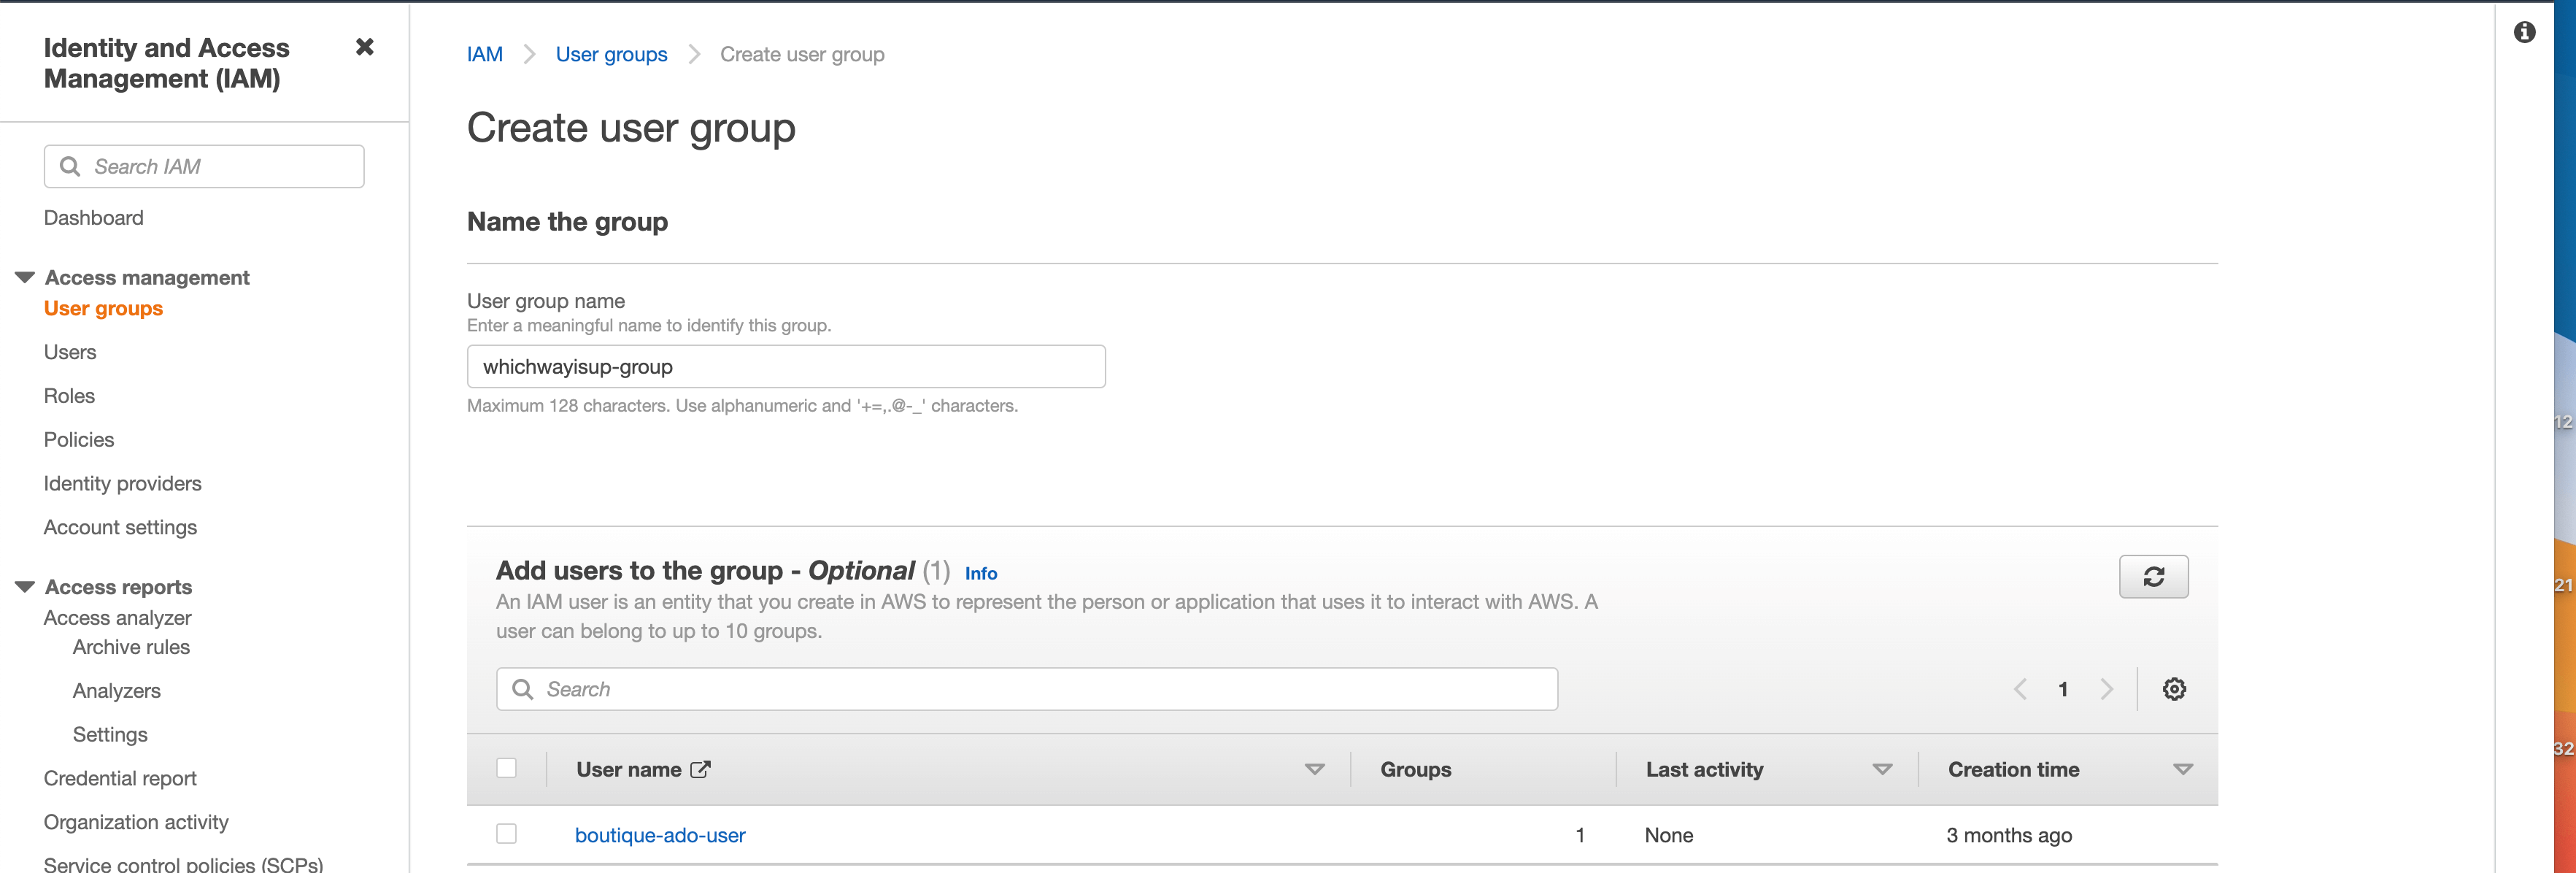 Identity and Access
Management (IAM)
Search IAM
Dashboard
Access management
User groups
Users
Roles
Policies
Identity providers
Account settings
Access reports
Access analyzer
Archive rules
Analyzers
Settings
Credential report
Organization activity
Service control policies (SCPs)
IAM
User groups
Create user group
Create user group
Name the group
User group name
Enter a meaningful name to identify this group.
whichwayisup-group
Maximum 128 characters. Use alphanumeric and '+=,.@-_' characters.
Add users to the group - Optional (1) Info
An IAM user is an entity that you create in AWS to represent the person or application that uses it to interact with AWS. A
user can belong to up to 10 groups.
Search
1
User name Groups Last activity Creation time
boutique-ado-user 1 None 3 months ago
12
21
32